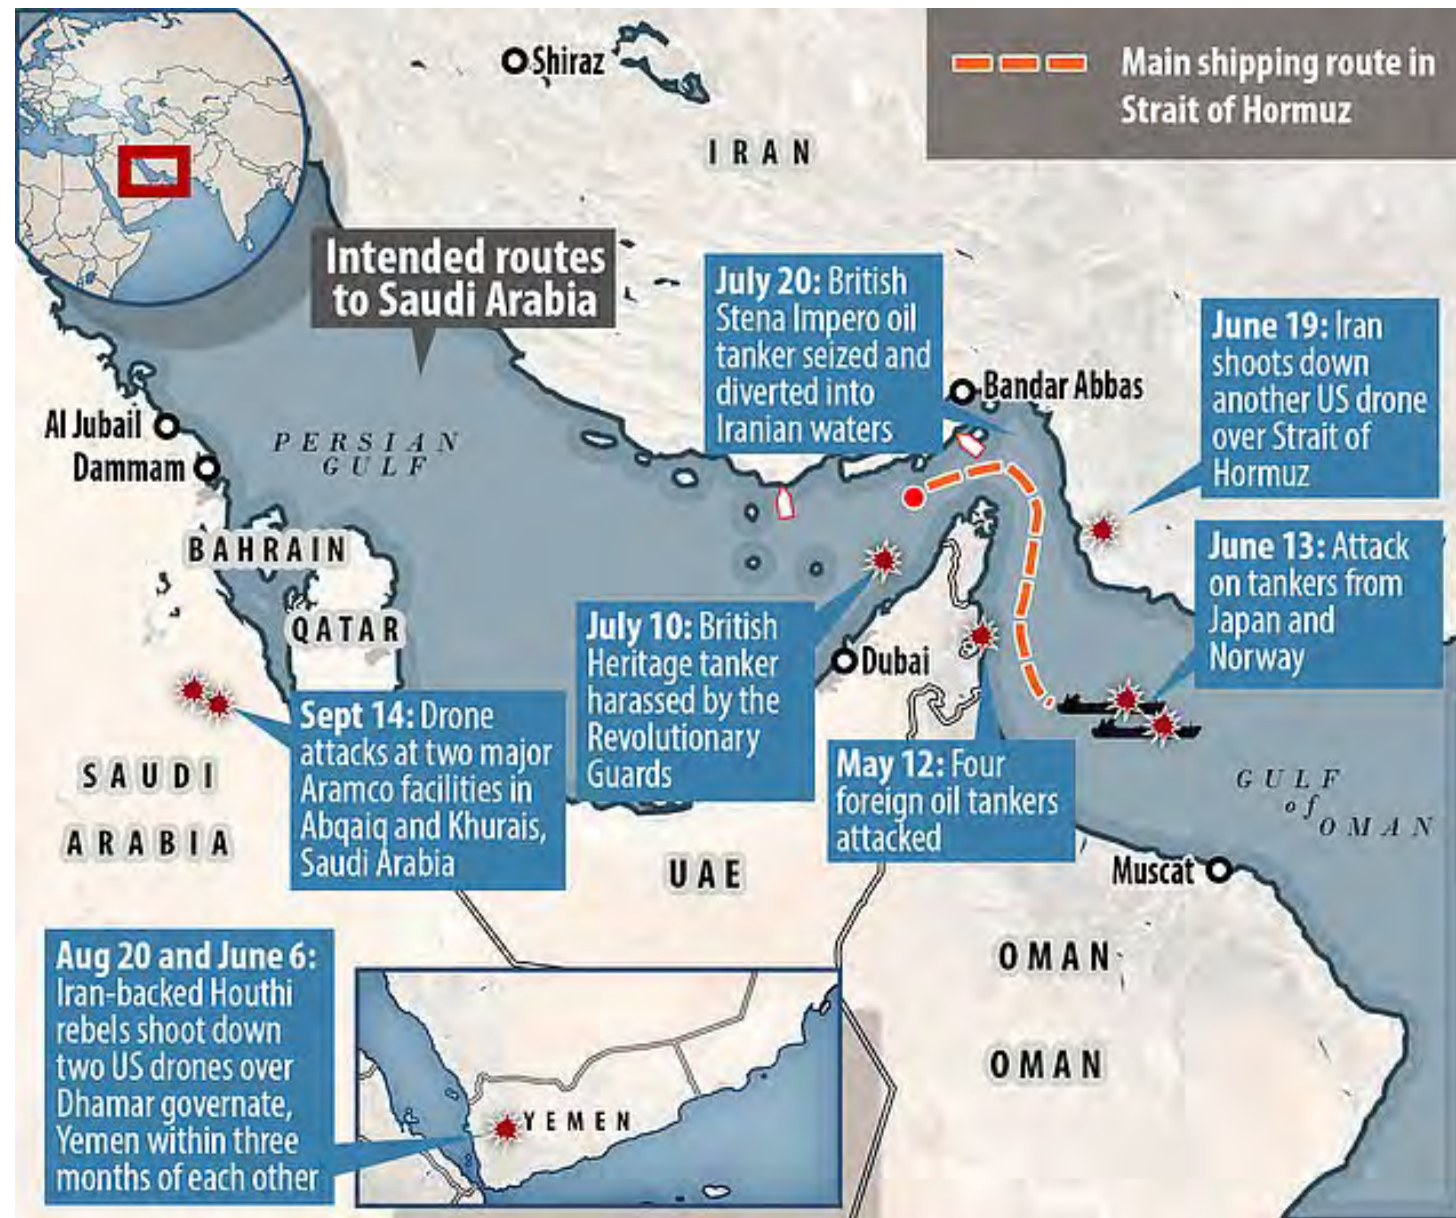 Shiraz
Main shipping route in
Strait of Hormuz
IRAN
Intended routes
to Saudi Arabia
July 20: British
Stena Impero oil
tanker seized and
diverted into
Iranian waters
June 19: Iran
shoots down
another US drone
over Strait of
Hormuz
Bandar Abbas
Al Jubail
Dammam
PERSIAN
GULF
BAHRAIN
QATAR
June 13: Attack
on tankers from
Japan and
Norway
July 10: British
Heritage tanker
harassed by the
Revolutionary
Guards
Dubai
Sept 14: Drone
attacks at two major
Aramco facilities in
Abqaiq and Khurais,
Saudi Arabia
May 12: Four
foreign oil tankers
attacked
SAUDI
ARABIA
GULF
of
OMAN
UAE
Muscat
OMAN
OMAN
Aug 20 and June 6:
Iran-backed Houthi
rebels shoot down
two US drones over
Dhamar governate,
Yemen within three
months of each other
YEMEN